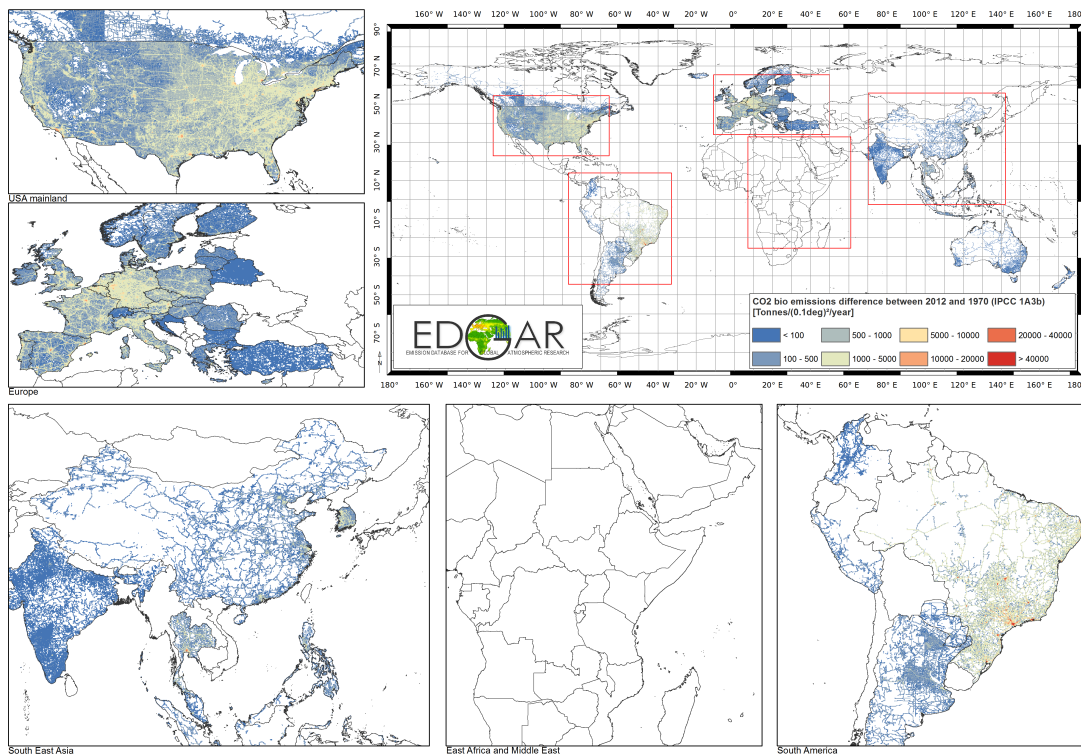 160° W 140° W 120° W 100° W 80° W 60° W 40° W 20° W 0° 20° E 40° E 60° E 80° E 100° E 120° E 140° E 160° E
90°
70°N
50°N
30°N
10°N
10°S
30°S
50°S
70°S
180° 160° W 140° W 120° W 100° W 80° W 60° W 40° W 20° W 0° 20° E 40° E 60° E 80° E 100° E 120° E 140° E 160° E 180
USA mainland
Europe
EDGAR
EMISSION DATABASE FOR GLOBAL ATMOSPHERIC RESEARCH
CO2 bio emissions difference between 2012 and 1970 (IPCC 1A3b)
[Tonnes/(0.1deg)²/year]
< 100
500 - 1000
5000 - 10000
20000 - 40000
100 - 500
1000 - 5000
10000 - 20000
> 40000
South East Asia
East Africa and Middle East
South America